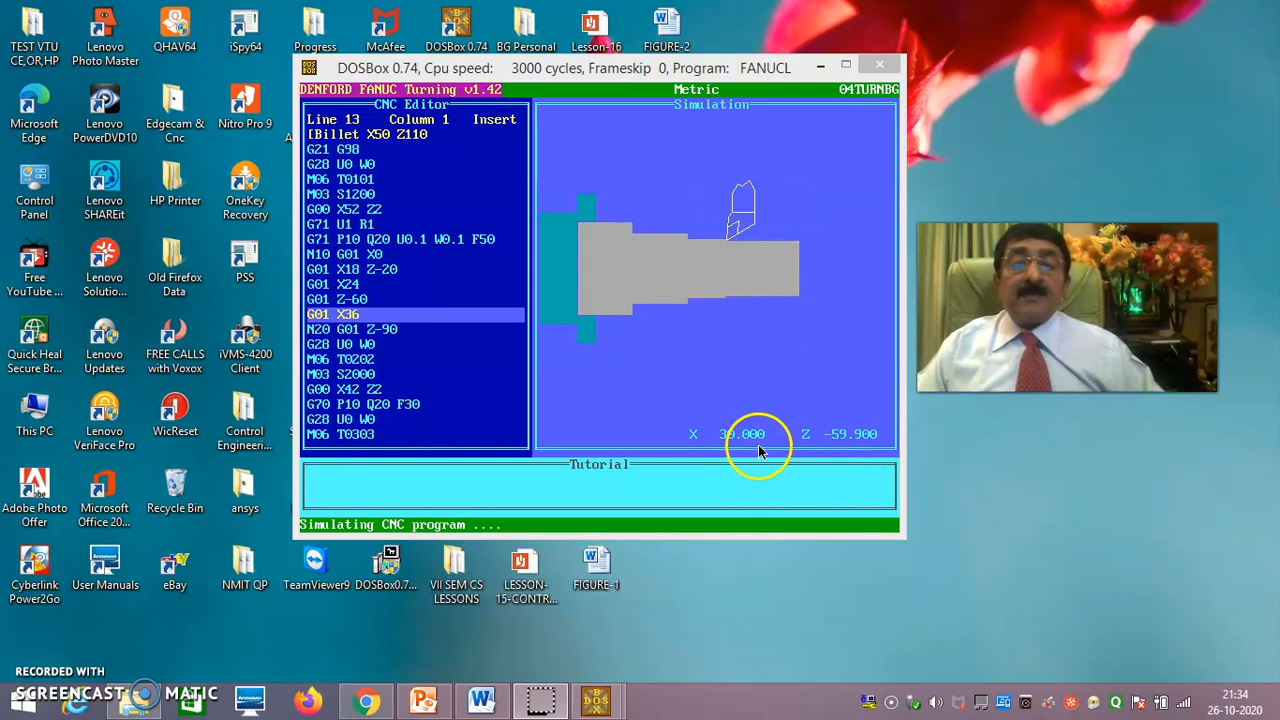 TEST VTU
CE,OR,HP
Lenovo
Photo Master
QHAV64
iSpy64
Progress
McAfee
DOSBox 0.74
BG Personal
Lesson-16
FIGURE-2
Microsoft
Edge
Lenovo
PowerDVD10
Edgecam &
Cnc
Nitro Pro 9
Control
Panel
Lenovo
SHAREit
HP Printer
OneKey
Recovery
Free
YouTube ...
Lenovo
Solution...
Old Firefox
Data
PSS
Quick Heal
Secure Br...
Lenovo
Updates
FREE CALLS
with Voxox
iVMS-4200
Client
This PC
Lenovo
VeriFace Pro
WicReset
Control
Engineeri...
Adobe Photo
Offer
Microsoft
Office 20...
Recycle Bin
ansys
Cyberlink
Power2Go
User Manuals
eBay
NMIT QP
TeamViewer9
DOSBox0.7...
VII SEM CS
LESSONS
LESSON-
15-CONTR...
FIGURE-1
DOSBox 0.74, Cpu speed: 3000 cycles, Frameskip 0, Program: FANUCL
DENFORD FANUC Turning v1.42
Metric
04TURNBG
CNC Editor
Simulation
Line 13 Column 1 Insert
[Billet X50 Z110
G21 G98
G28 U0 W0
M06 T0101
M03 S1200
G00 X52 Z2
G71 U1 R1
G71 P10 Q20 U0.1 W0.1 F50
N10 G01 X0
G01 X18 Z-20
G01 X24
G01 Z-60
G01 X36
N20 G01 Z-90
G28 U0 W0
M06 T0202
M03 S2000
G00 X42 Z2
G70 P10 Q20 F30
G28 U0 W0
M06 T0303
X 30.000 Z -59.900
Tutorial
Simulating CNC program ....
RECORDED WITH
SCREENCAST MATIC
21:34
26-10-2020